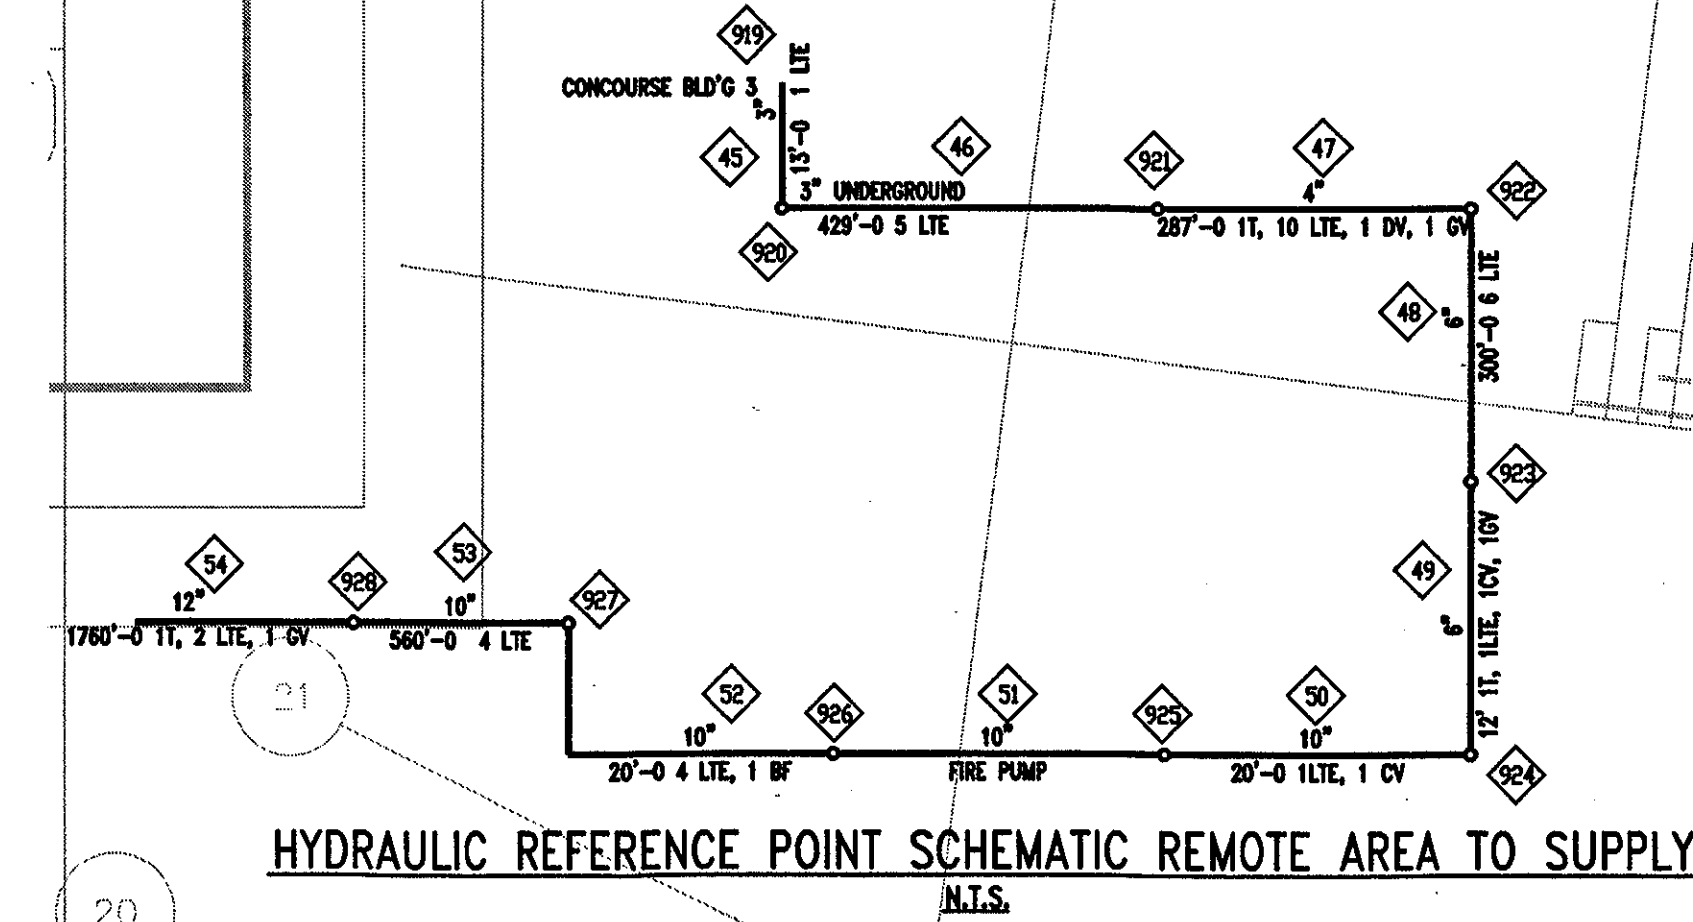 919
CONCOURSE BLD'G 3
3"
13'-0 1 LTE
45
46
921
47
922
3" UNDERGROUND
4"
429'-0 5 LTE
287'-0 1T, 10 LTE, 1 DV, 1 GV
920
48
6"
300'-0 6 LTE
923
54
928
53
927
49
12"
10"
6"
12' 1T, 1LTE, 1CV, 1GV
1760'-0 1T, 2 LTE, 1 GV
560'-0 4 LTE
21
52
926
51
925
50
10"
10"
10"
20'-0 4 LTE, 1 BF
FIRE PUMP
20'-0 1LTE, 1 CV
924
HYDRAULIC REFERENCE POINT SCHEMATIC REMOTE AREA TO SUPPLY
N.T.S.
20